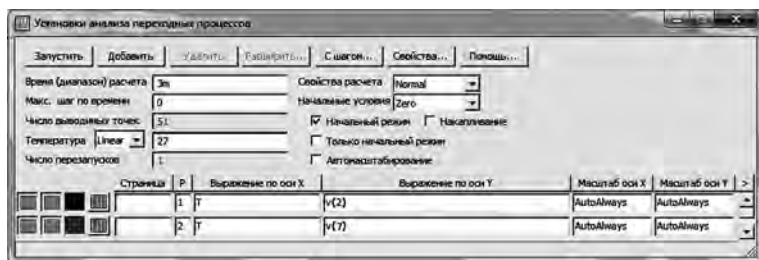 Установки анализа переходных процессов
Запустить Добавить Удалить Расширить... С шагом... Свойства... Помощь...
Время (диапазон) расчета 3m Свойства расчета Normal
Макс. шаг по времени 0 Начальные условия Zero
Число выводимых точек 51 Начальный режим Накапливание
Температура Linear 27 Только начальный режим
Число перезапусков 1 Автомасштабирование
Страница P Выражение по оси X Выражение по оси Y Масштаб оси X Масштаб оси Y >
1 T v(2) AutoAlways AutoAlways
2 T v(7) AutoAlways AutoAlways